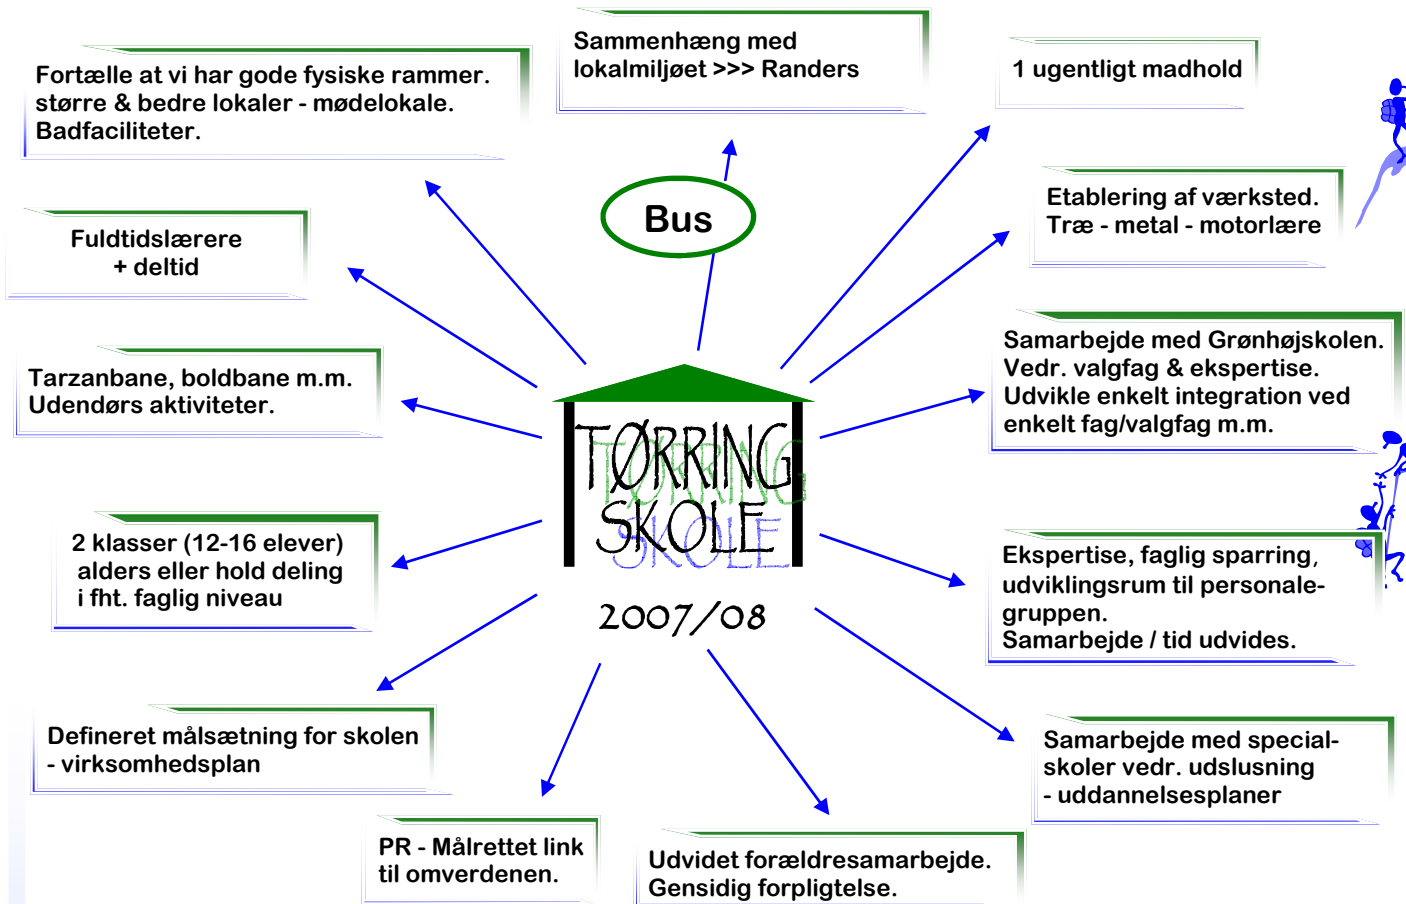 Fortælle at vi har gode fysiske rammer.
større & bedre lokaler - mødelokale.
Badfaciliteter.
Sammenhæng med
lokalmiljøet >>> Randers
1 ugentligt madhold
Bus
Etablering af værksted.
Træ - metal - motorlære
Fuldtidslærere
+ deltid
Samarbejde med Grønhøjskolen.
Vedr. valgfag & ekspertise.
Udvikle enkelt integration ved
enkelt fag/valgfag m.m.
Tarzanbane, boldbane m.m.
Udendørs aktiviteter.
TØRRING
SKOLE
2007/08
2 klasser (12-16 elever)
alders eller hold deling
i fht. faglig niveau
Ekspertise, faglig sparring,
udviklingsrum til personale-
gruppen.
Samarbejde / tid udvides.
Defineret målsætning for skolen
- virksomhedsplan
Samarbejde med special-
skoler vedr. udslusning
- uddannelsesplaner
PR - Målrettet link
til omverdenen.
Udvidet forældresamarbejde.
Gensidig forpligtelse.